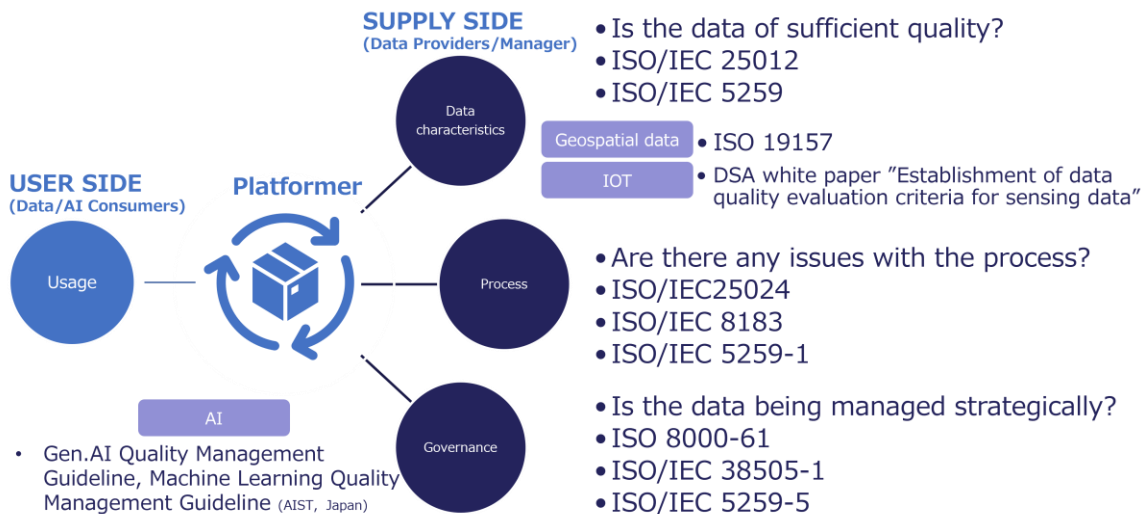 SUPPLY SIDE
(Data Providers/Manager)
Data
characteristics
• Is the data of sufficient quality?
• ISO/IEC 25012
• ISO/IEC 5259
Geospatial data
• ISO 19157
IOT
• DSA white paper ”Establishment of data
quality evaluation criteria for sensing data”
USER SIDE
(Data/AI Consumers)
Platformer
Usage
Process
• Are there any issues with the process?
• ISO/IEC25024
• ISO/IEC 8183
• ISO/IEC 5259-1
AI
• Gen.AI Quality Management
Guideline, Machine Learning Quality
Management Guideline (AIST, Japan)
Governance
• Is the data being managed strategically?
• ISO 8000-61
• ISO/IEC 38505-1
• ISO/IEC 5259-5